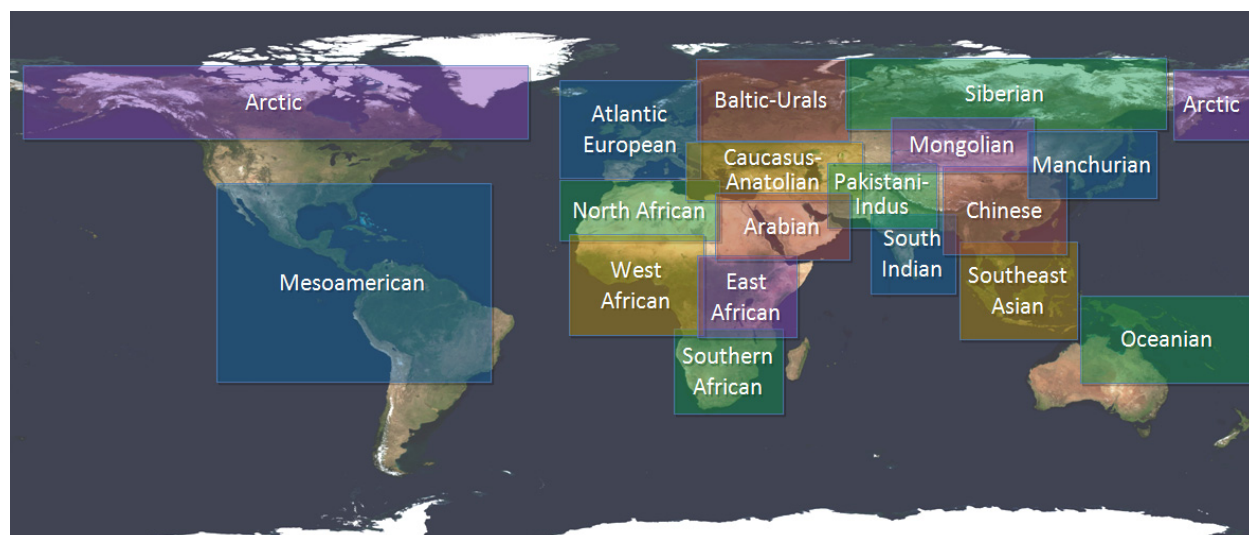 Arctic
Atlantic
European
Baltic-Urals
Siberian
Arctic
Caucasus-
Anatolian
Mongolian
Manchurian
Pakistani-
Indus
North African
Arabian
Chinese
South
Indian
West
African
East
African
Southeast
Asian
Mesoamerican
Southern
African
Oceanian